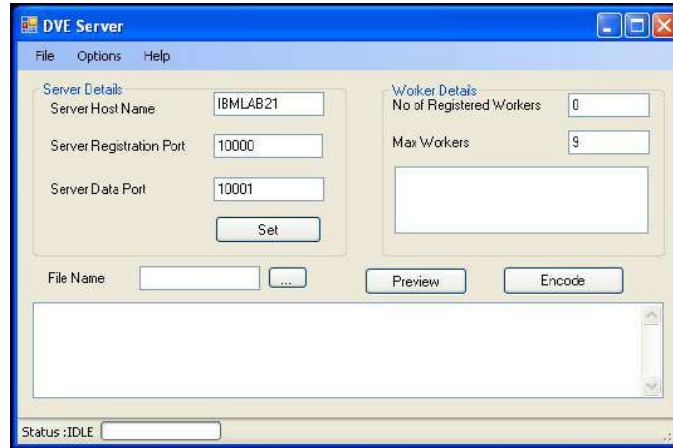 DVE Server
File Options Help
Server Details
Server Host Name IBMLAB21
Server Registration Port 10000
Server Data Port 10001
Set
Worker Details
No of Registered Workers 0
Max Workers 9
File Name ... Preview Encode
Status :IDLE